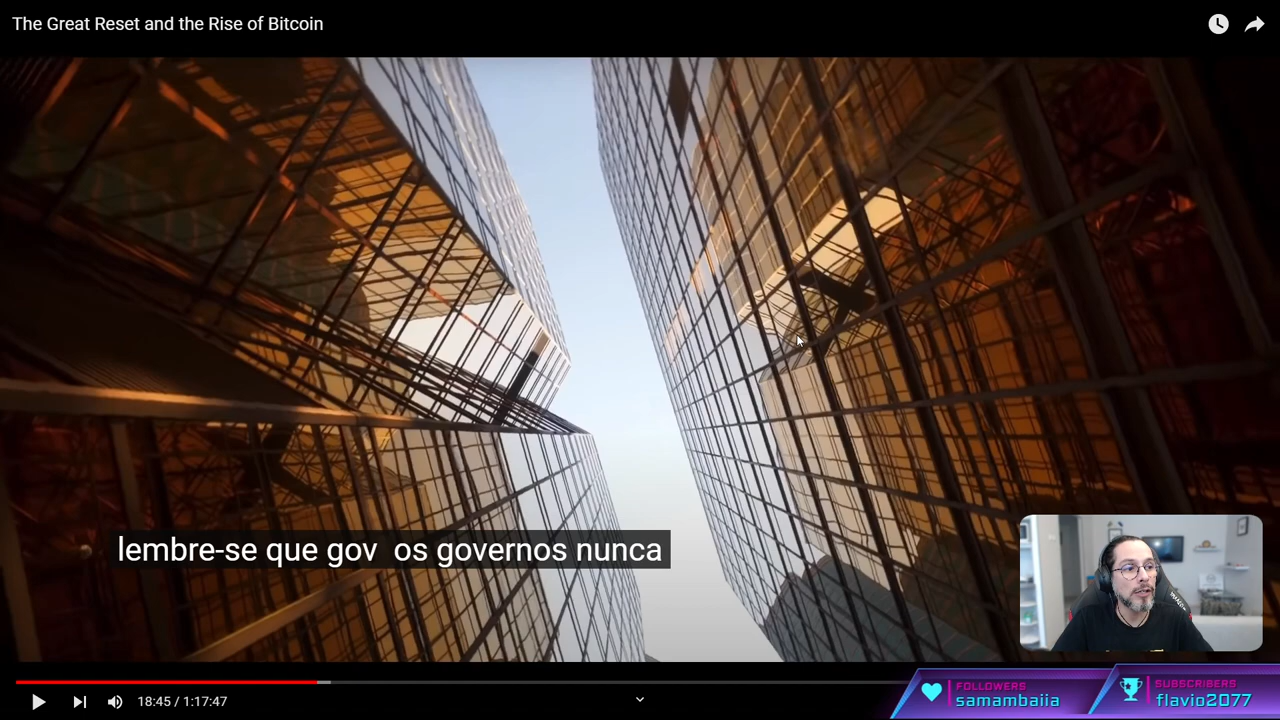 The Great Reset and the Rise of Bitcoin
lembre-se que gov  os governos nunca
18:45 / 1:17:47
FOLLOWERS
samambaiia
SUBSCRIBERS
flavio2077